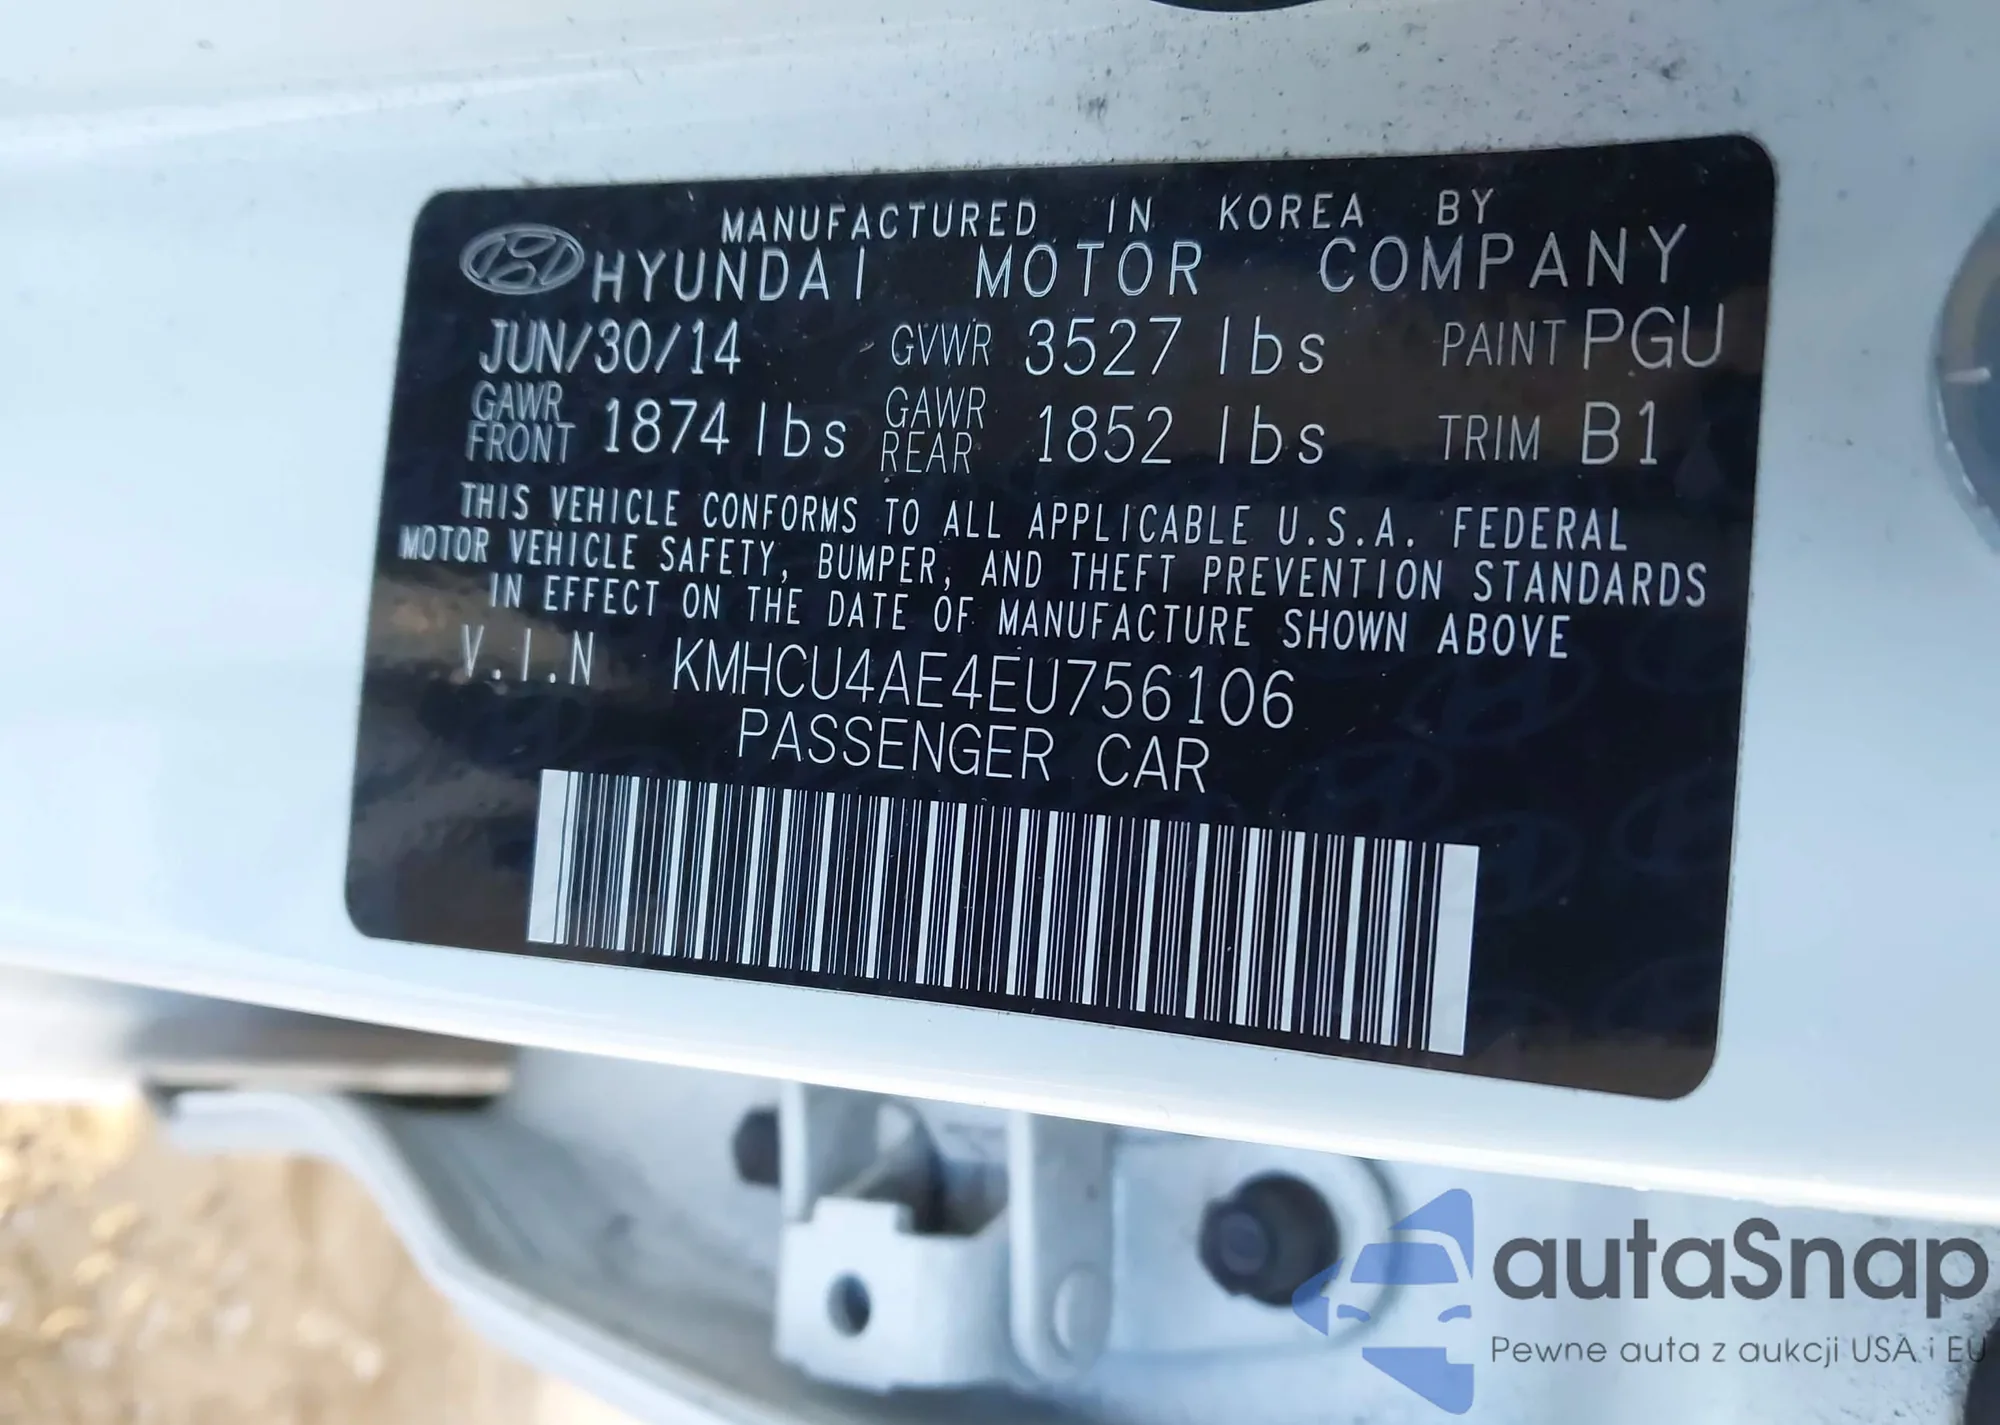 MANUFACTURED IN KOREA BY
HYUNDAI MOTOR COMPANY
JUN/30/14 GVWR 3527 lbs PAINT PGU
GAWR FRONT 1874 lbs GAWR REAR 1852 lbs TRIM B1
THIS VEHICLE CONFORMS TO ALL APPLICABLE U.S.A. FEDERAL
MOTOR VEHICLE SAFETY, BUMPER, AND THEFT PREVENTION STANDARDS
IN EFFECT ON THE DATE OF MANUFACTURE SHOWN ABOVE
V.I.N KMHCU4AE4EU756106
PASSENGER CAR
autaSnap
Pewne auta z aukcji USA i EU